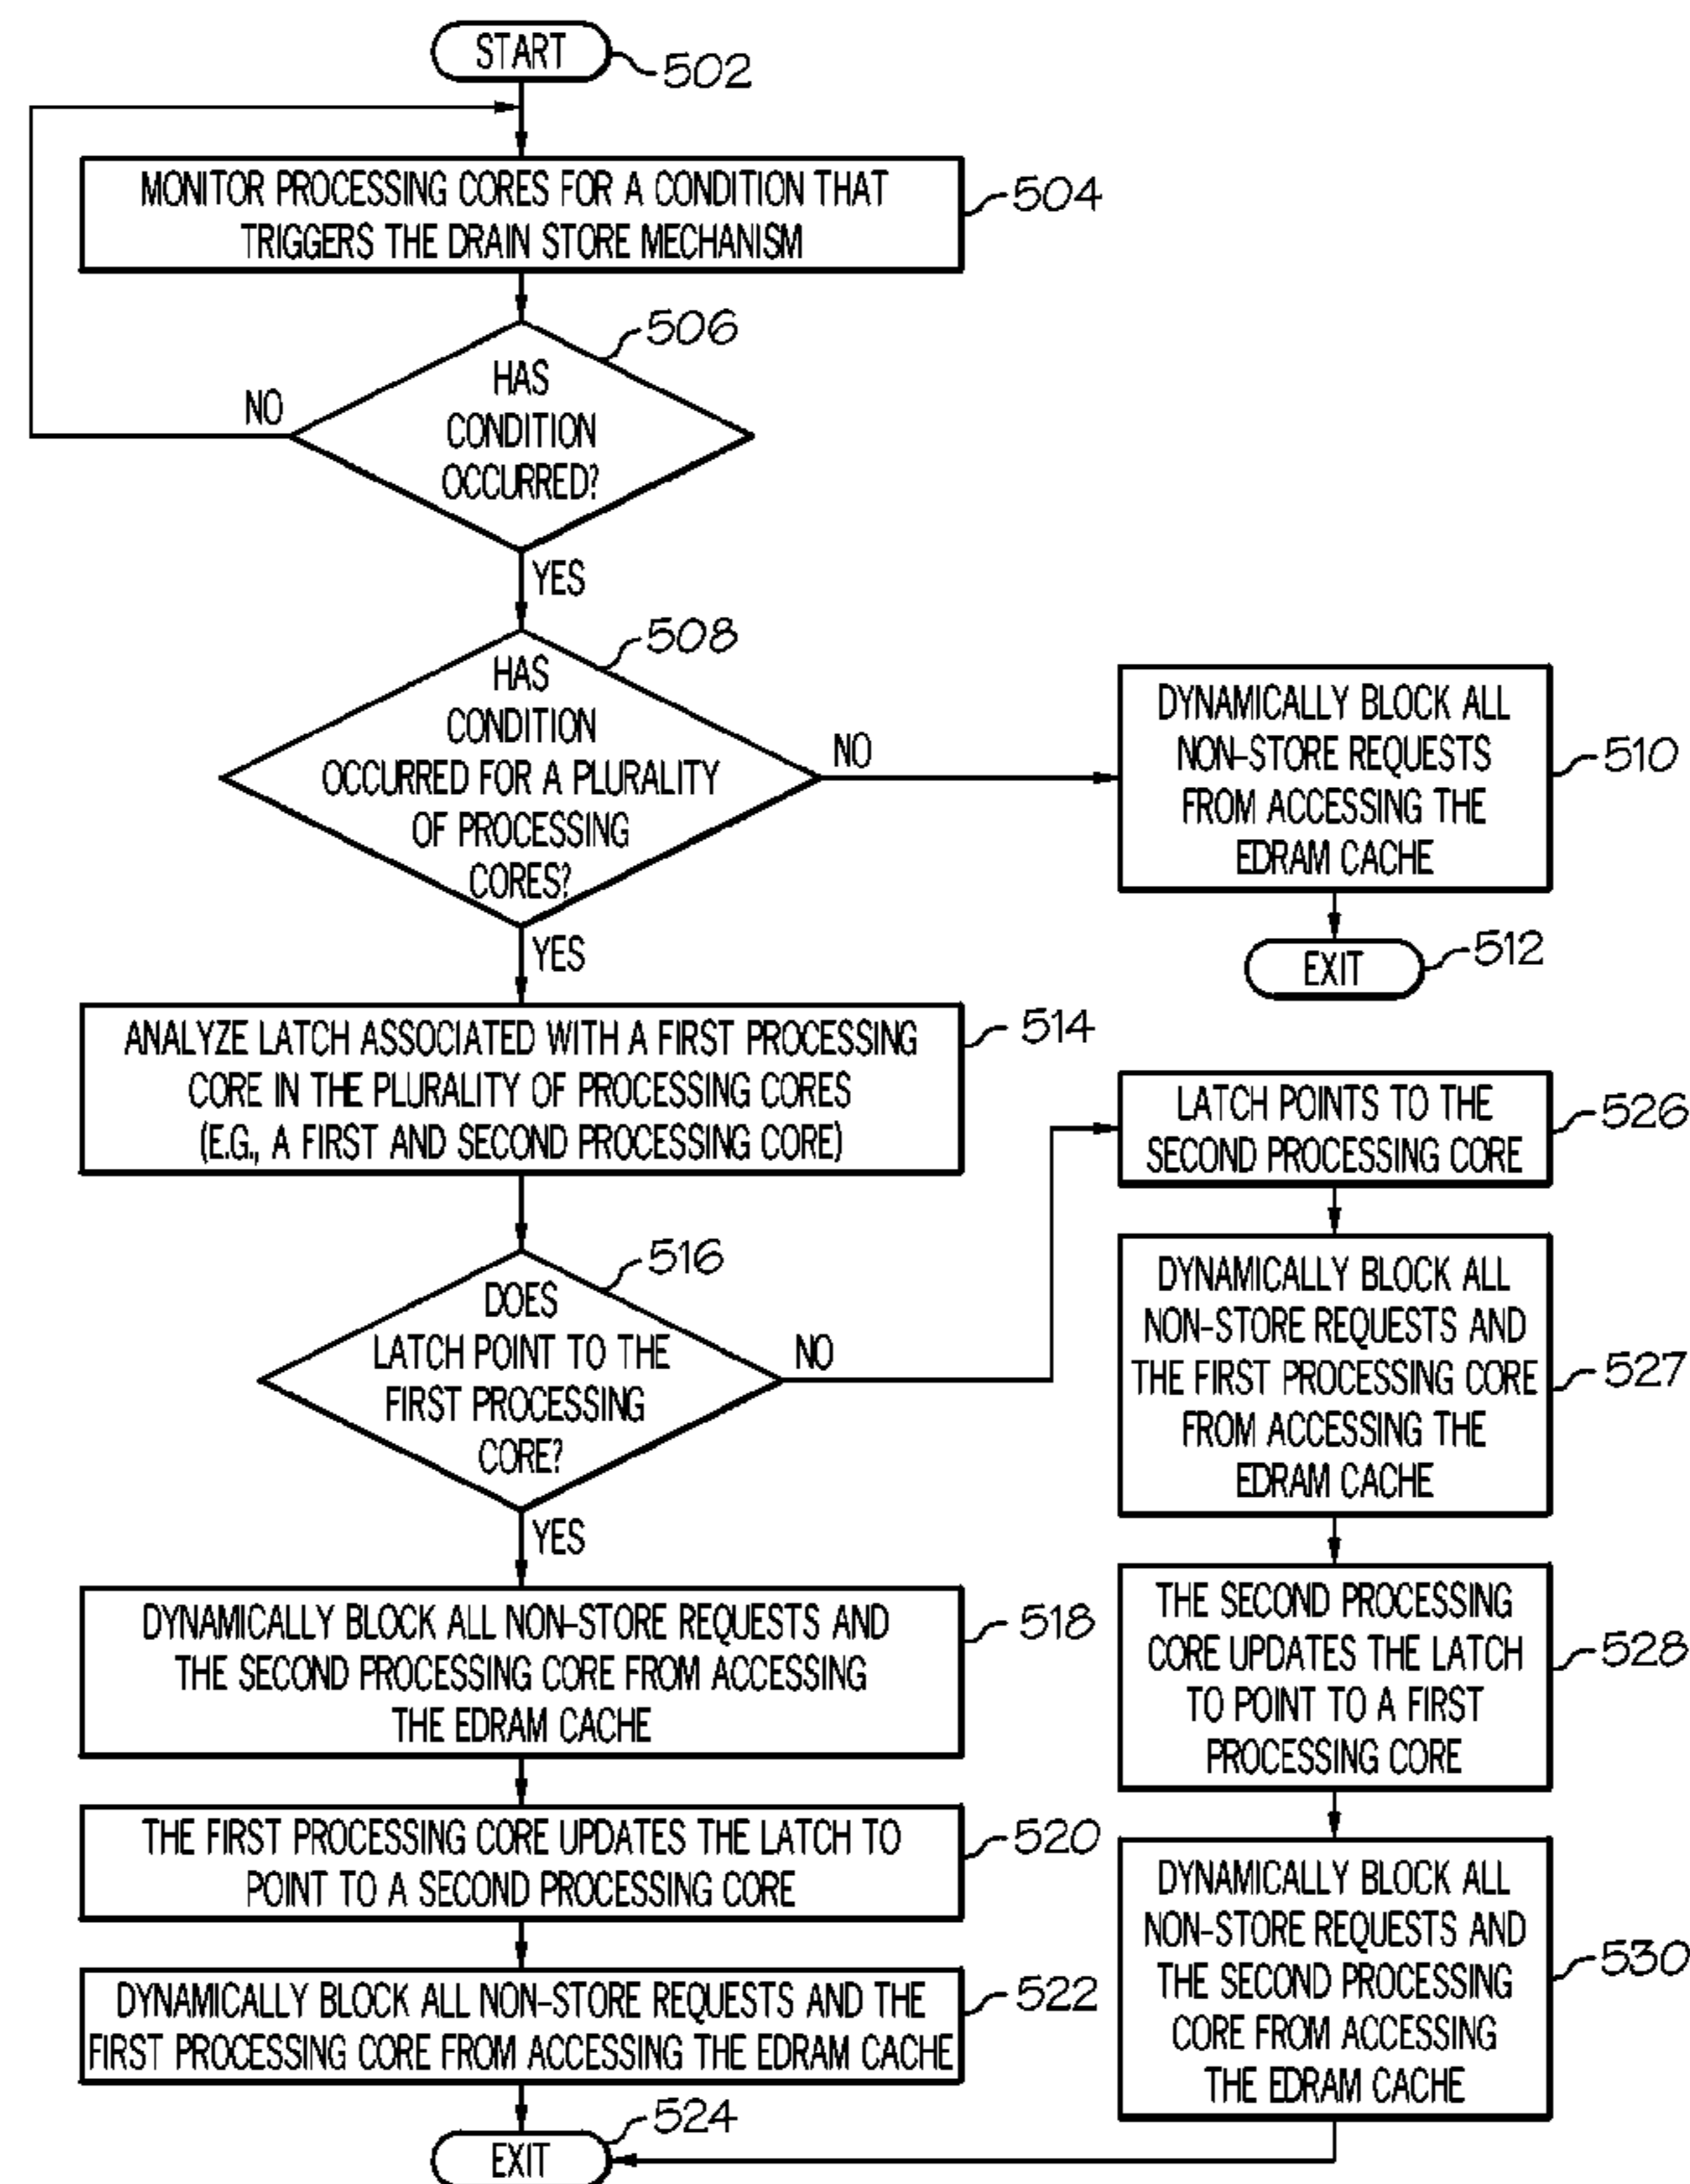 START
502
MONITOR PROCESSING CORES FOR A CONDITION THAT
TRIGGERS THE DRAIN STORE MECHANISM
504
506
HAS
CONDITION
OCCURRED?
NO
YES
508
HAS
CONDITION
OCCURRED FOR A PLURALITY
OF PROCESSING
CORES?
NO
YES
DYNAMICALLY BLOCK ALL
NON-STORE REQUESTS
FROM ACCESSING THE
EDRAM CACHE
510
EXIT
512
ANALYZE LATCH ASSOCIATED WITH A FIRST PROCESSING
CORE IN THE PLURALITY OF PROCESSING CORES
(E.G., A FIRST AND SECOND PROCESSING CORE)
514
516
DOES
LATCH POINT TO THE
FIRST PROCESSING
CORE?
NO
YES
DYNAMICALLY BLOCK ALL NON-STORE REQUESTS AND
THE SECOND PROCESSING CORE FROM ACCESSING
THE EDRAM CACHE
518
THE FIRST PROCESSING CORE UPDATES THE LATCH TO
POINT TO A SECOND PROCESSING CORE
520
DYNAMICALLY BLOCK ALL NON-STORE REQUESTS AND THE
FIRST PROCESSING CORE FROM ACCESSING THE EDRAM CACHE
522
524
EXIT
LATCH POINTS TO THE
SECOND PROCESSING CORE
526
DYNAMICALLY BLOCK ALL
NON-STORE REQUESTS AND
THE FIRST PROCESSING CORE
FROM ACCESSING THE
EDRAM CACHE
527
THE SECOND PROCESSING
CORE UPDATES THE LATCH
TO POINT TO A FIRST
PROCESSING CORE
528
DYNAMICALLY BLOCK ALL
NON-STORE REQUESTS AND
THE SECOND PROCESSING
CORE FROM ACCESSING
THE EDRAM CACHE
530